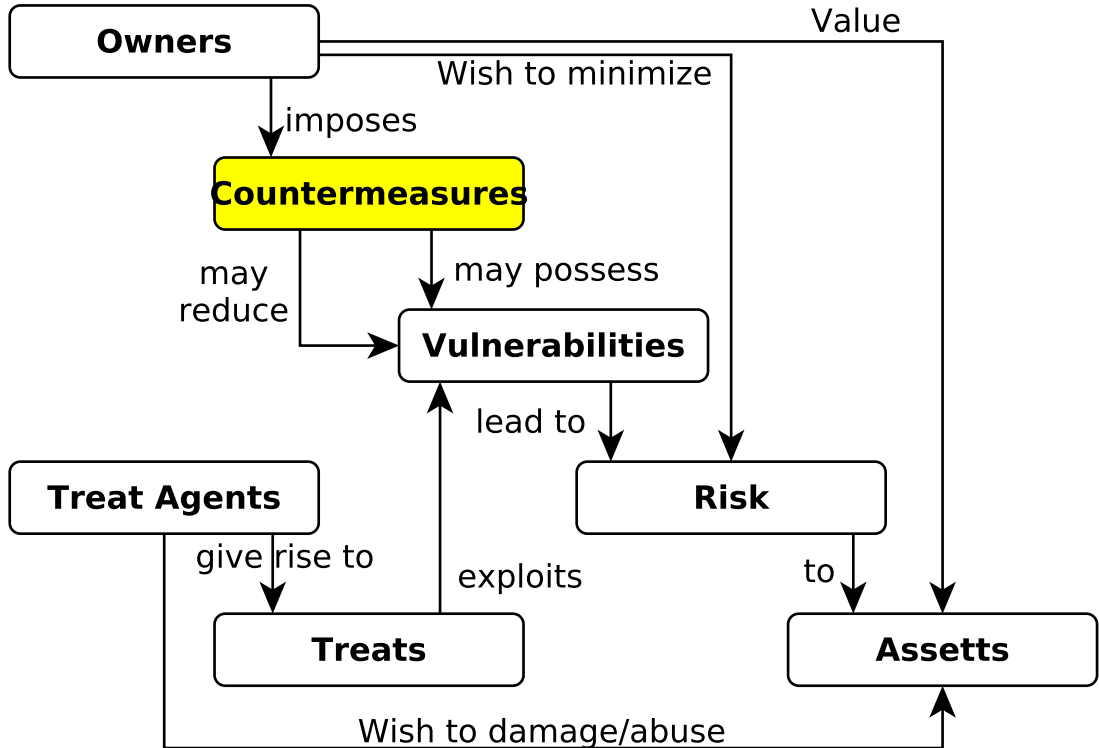 Value
Owners
Wish to minimize
imposes
Countermeasures
may
reduce
may possess
Vulnerabilities
lead to
Treat Agents
Risk
give rise to
exploits
to
Treats
Assetts
Wish to damage/abuse